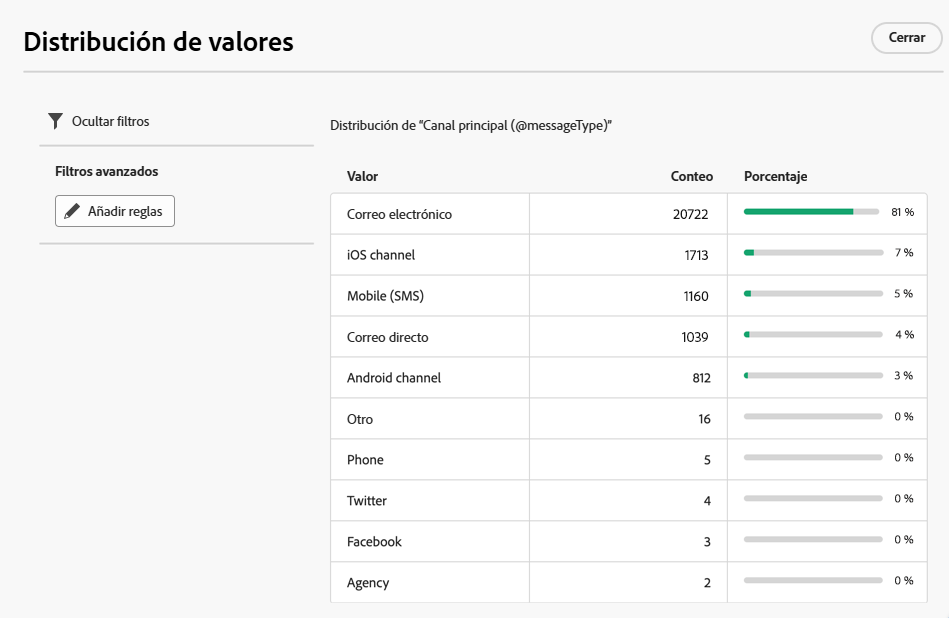 Distribución de valores
Cerrar
Ocultar filtros
Filtros avanzados
Añadir reglas
Distribución de "Canal principal (@messageType)"
Valor Conteo Porcentaje
Correo electrónico 20722 81 %
iOS channel 1713 7 %
Mobile (SMS) 1160 5 %
Correo directo 1039 4 %
Android channel 812 3 %
Otro 16 0 %
Phone 5 0 %
Twitter 4 0 %
Facebook 3 0 %
Agency 2 0 %